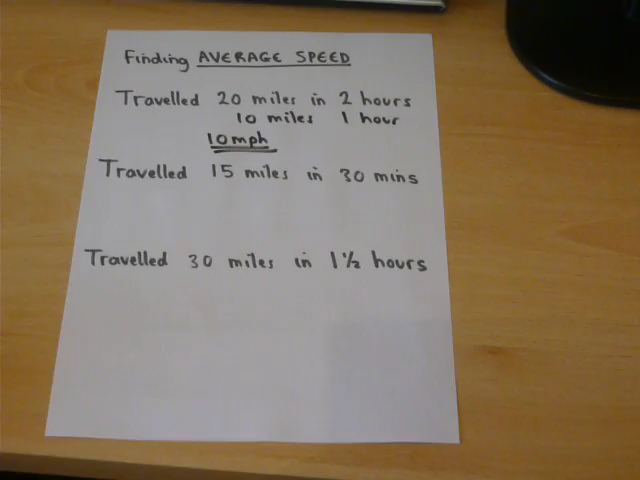 Finding AVERAGE SPEED
Travelled 20 miles in 2 hours
10 miles 1 hour
10mph
Travelled 15 miles in 30 mins
Travelled 30 miles in 1½ hours